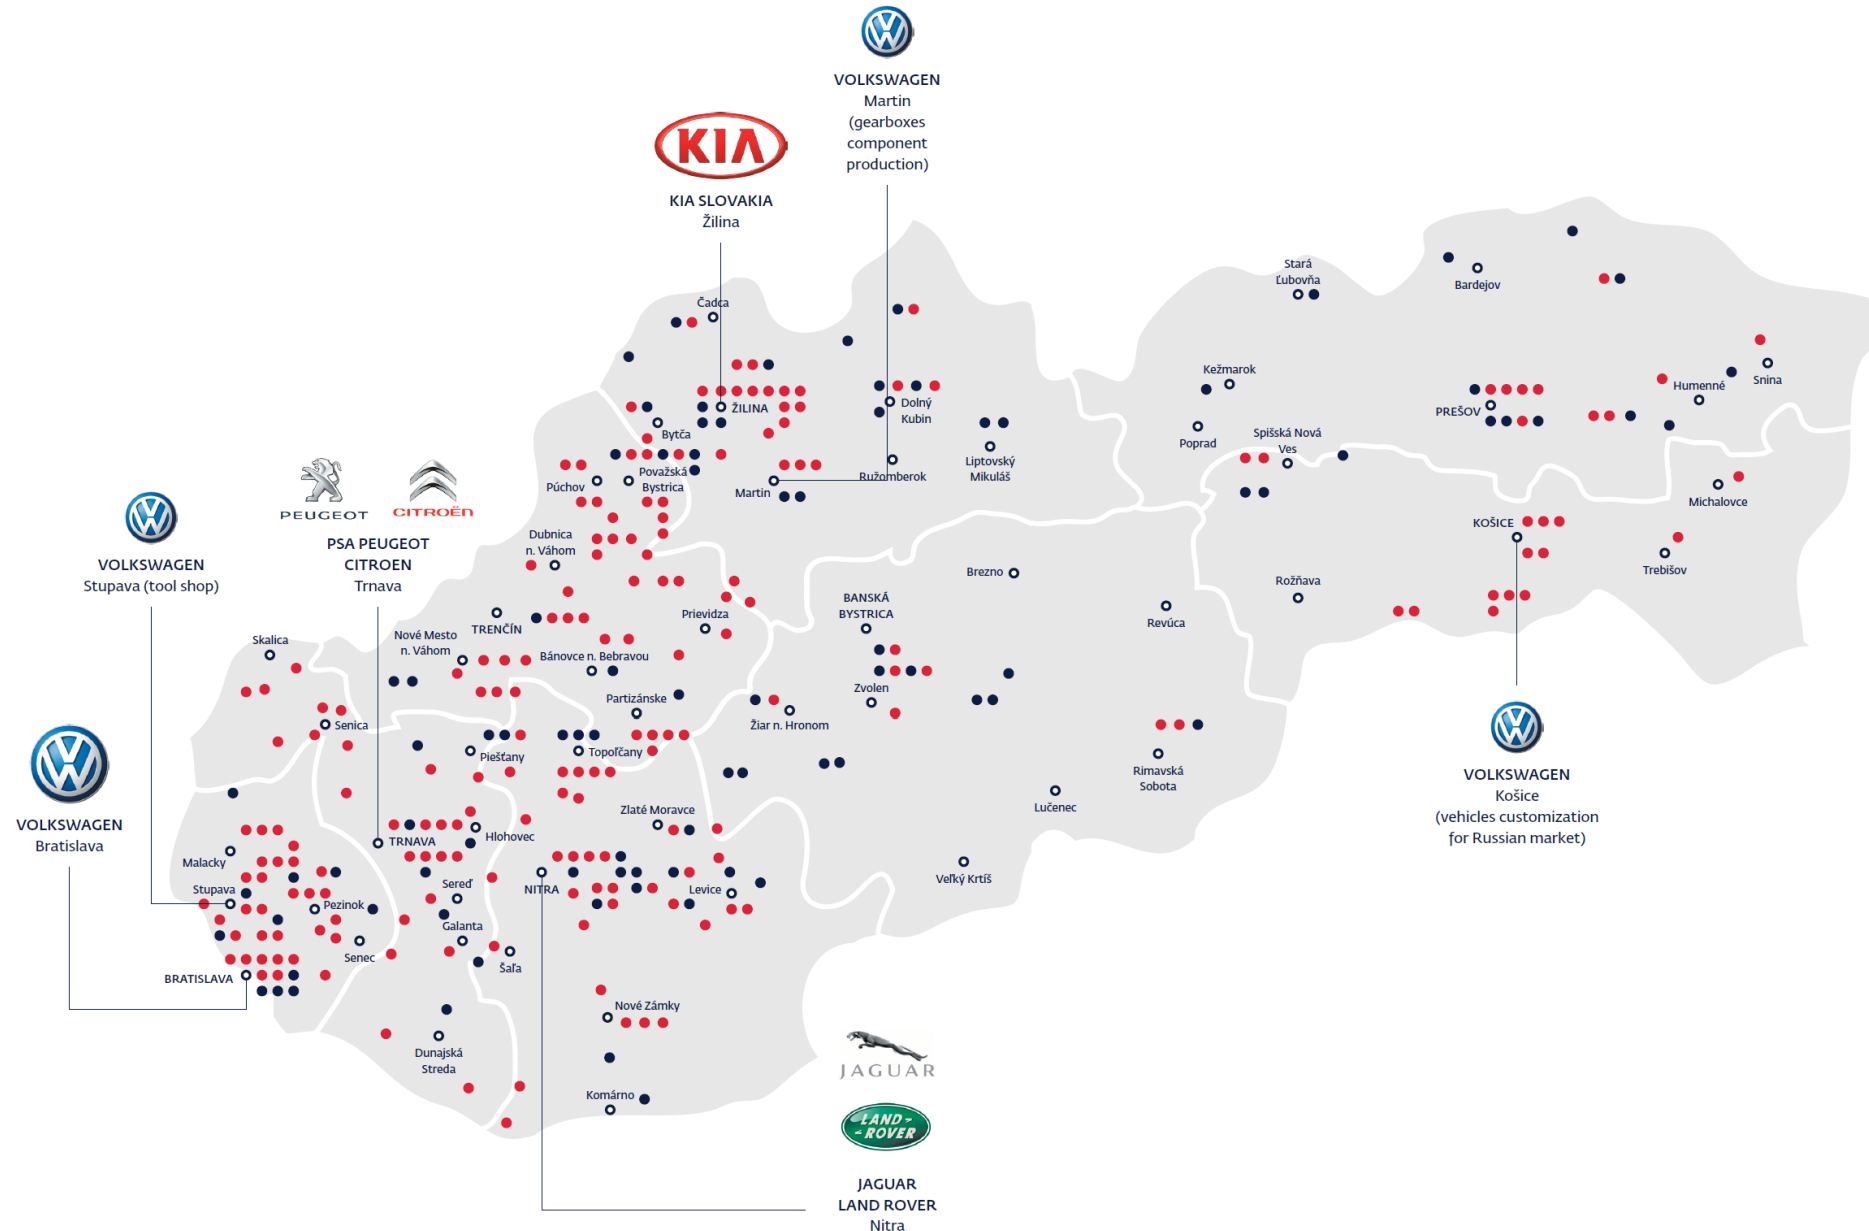 VOLKSWAGEN
Martin
(gearboxes
component
production)
KIA
KIA SLOVAKIA
Žilina
Stará
Ľubovňa
Bardejov
Čadca
Kežmarok
Snina
Humenné
ŽILINA
Dolný
Kubin
PREŠOV
Bytča
Poprad
Spišská Nová
Ves
Liptovský
Mikuláš
Považská
Bystrica
Púchov
Ružomberok
Martin
Michalovce
PEUGEOT
CITROËN
KOŠICE
VOLKSWAGEN
Stupava (tool shop)
PSA PEUGEOT
CITROEN
Trnava
Dubnica
n. Váhom
Brezno
Trebišov
Rožňava
BANSKÁ
BYSTRICA
Prievidza
Revúca
TRENČÍN
Nové Mesto
n. Váhom
Skalica
Bánovce n. Bebravou
Zvolen
Partizánske
Žiar n. Hronom
Senica
Piešťany
Topoľčany
Rimavská
Sobota
VOLKSWAGEN
Košice
(vehicles customization
for Russian market)
Lučenec
Zlaté Moravce
VOLKSWAGEN
Bratislava
TRNAVA
Hlohovec
Malacky
Veľký Krtíš
Stupava
Sereď
NITRA
Levice
Pezinok
Galanta
Senec
Šaľa
BRATISLAVA
Nové Zámky
Dunajská
Streda
JAGUAR
Komárno
LAND
ROVER
JAGUAR
LAND ROVER
Nitra